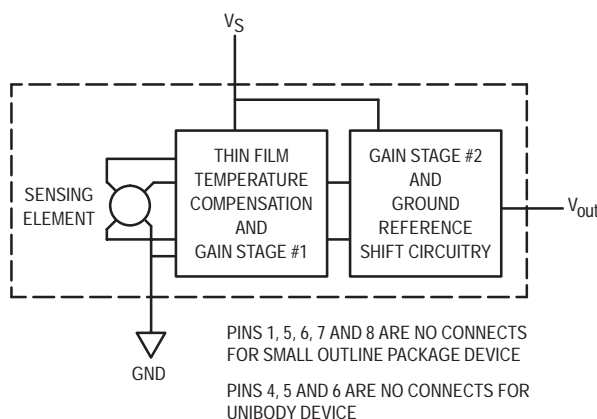 V_S
THIN FILM
TEMPERATURE
COMPENSATION
AND
GAIN STAGE #1
GAIN STAGE #2
AND
GROUND
REFERENCE
SHIFT CIRCUITRY
SENSING
ELEMENT
V_out
GND
PINS 1, 5, 6, 7 AND 8 ARE NO CONNECTS
FOR SMALL OUTLINE PACKAGE DEVICE
PINS 4, 5 AND 6 ARE NO CONNECTS FOR
UNIBODY DEVICE